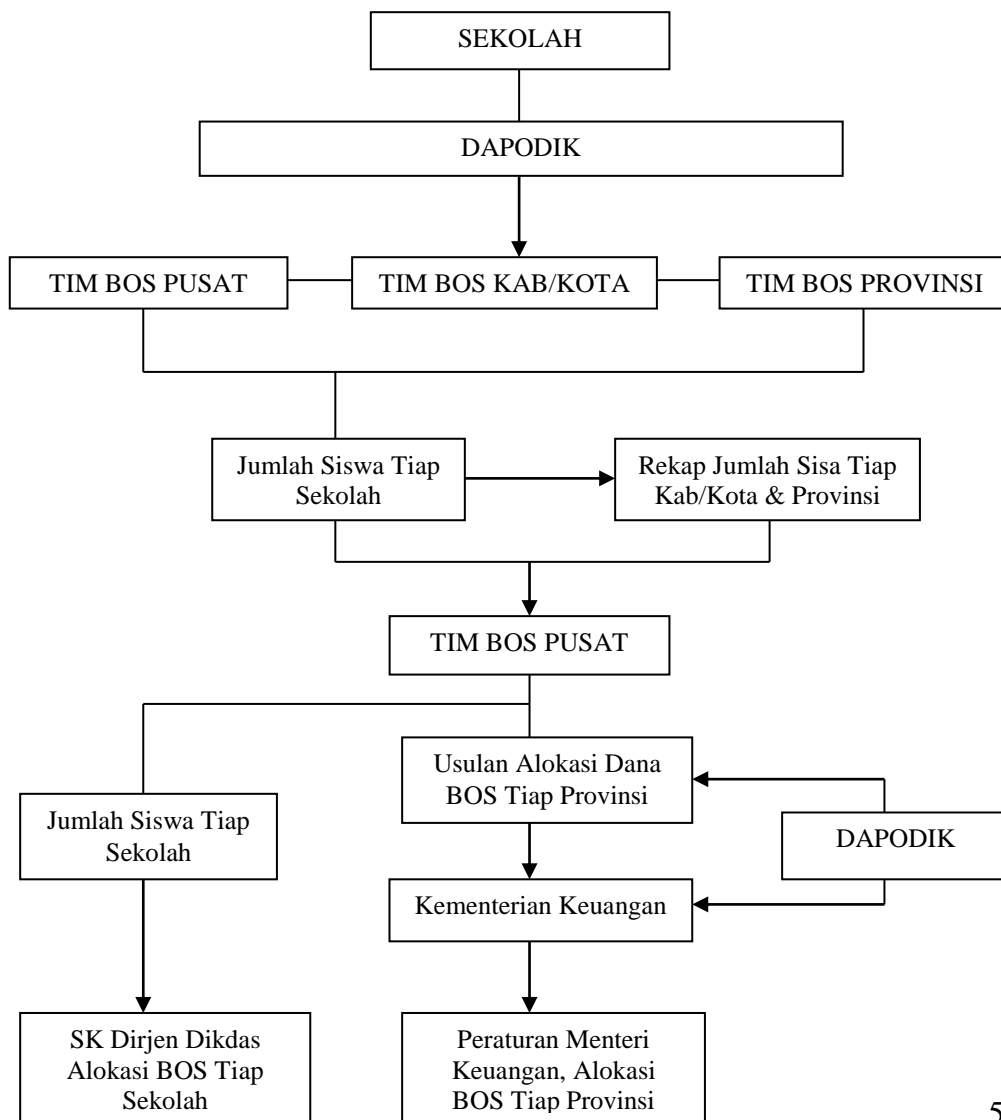 SEKOLAH
DAPODIK
TIM BOS PUSAT
TIM BOS KAB/KOTA
TIM BOS PROVINSI
Jumlah Siswa Tiap
Sekolah
Rekap Jumlah Sisa Tiap
Kab/Kota & Provinsi
TIM BOS PUSAT
Usulan Alokasi Dana
BOS Tiap Provinsi
Jumlah Siswa Tiap
Sekolah
DAPODIK
Kementerian Keuangan
SK Dirjen Dikdas
Alokasi BOS Tiap
Sekolah
Peraturan Menteri
Keuangan, Alokasi
BOS Tiap Provinsi
5